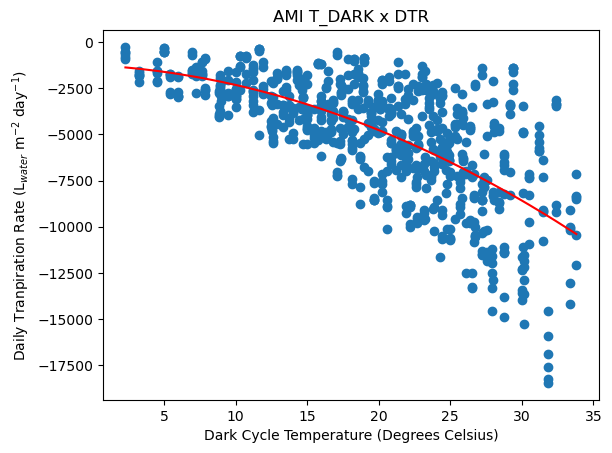 AMI T_DARK x DTR
0
−2500
−5000
−7500
−10000
−12500
−15000
−17500
Daily Tranpiration Rate (L_water m⁻² day⁻¹)
5 10 15 20 25 30 35
Dark Cycle Temperature (Degrees Celsius)